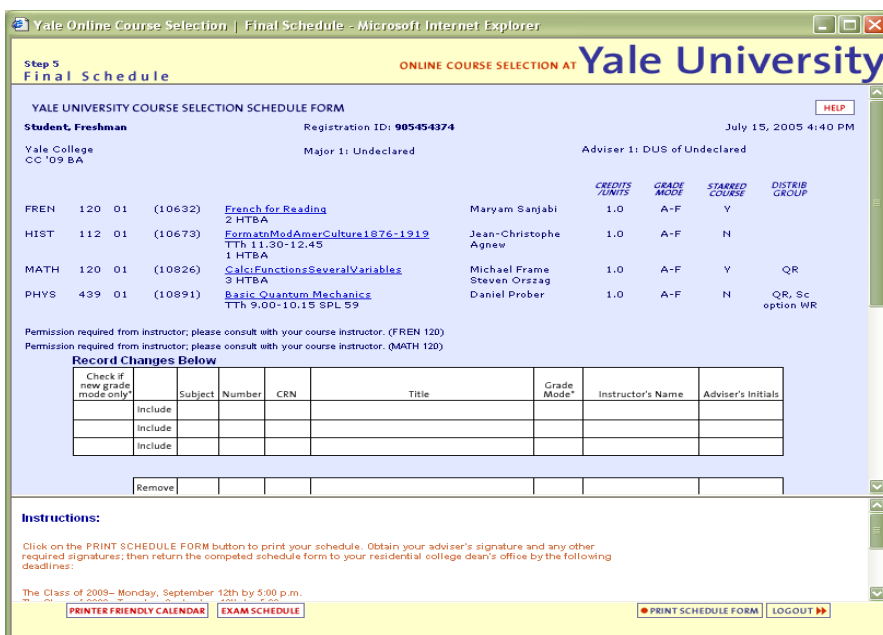 Yale Online Course Selection | Final Schedule - Microsoft Internet Explorer
Step 5
Final Schedule
ONLINE COURSE SELECTION AT Yale University
YALE UNIVERSITY COURSE SELECTION SCHEDULE FORM
HELP
Student, Freshman Registration ID: 905454374 July 15, 2005 4:40 PM
Yale College Major 1: Undeclared Adviser 1: DUS of Undeclared
CC '09 BA
CREDITS /UNITS GRADE MODE STARRED COURSE DISTRIB GROUP
FREN 120 01 (10632) French for Reading Maryam Sanjabi 1.0 A-F Y
2 HTBA
HIST 112 01 (10673) FormatnModAmerCulture1876-1919 Jean-Christophe 1.0 A-F N
TTh 11.30-12.45 Agnew
1 HTBA
MATH 120 01 (10826) Calc:FunctionsSeveralVariables Michael Frame 1.0 A-F Y QR
3 HTBA Steven Orszag
PHYS 439 01 (10891) Basic Quantum Mechanics Daniel Prober 1.0 A-F N QR, Sc
TTh 9.00-10.15 SPL 59 option WR
Permission required from instructor; please consult with your course instructor. (FREN 120)
Permission required from instructor; please consult with your course instructor. (MATH 120)
Record Changes Below
Check if new grade mode only* Subject Number CRN Title Grade Mode* Instructor's Name Adviser's Initials
Include
Include
Include
Remove
Instructions:
Click on the PRINT SCHEDULE FORM button to print your schedule. Obtain your adviser's signature and any other
required signatures; then return the competed schedule form to your residential college dean's office by the following
deadlines:
The Class of 2009– Monday, September 12th by 5:00 p.m.
PRINTER FRIENDLY CALENDAR EXAM SCHEDULE PRINT SCHEDULE FORM LOGOUT